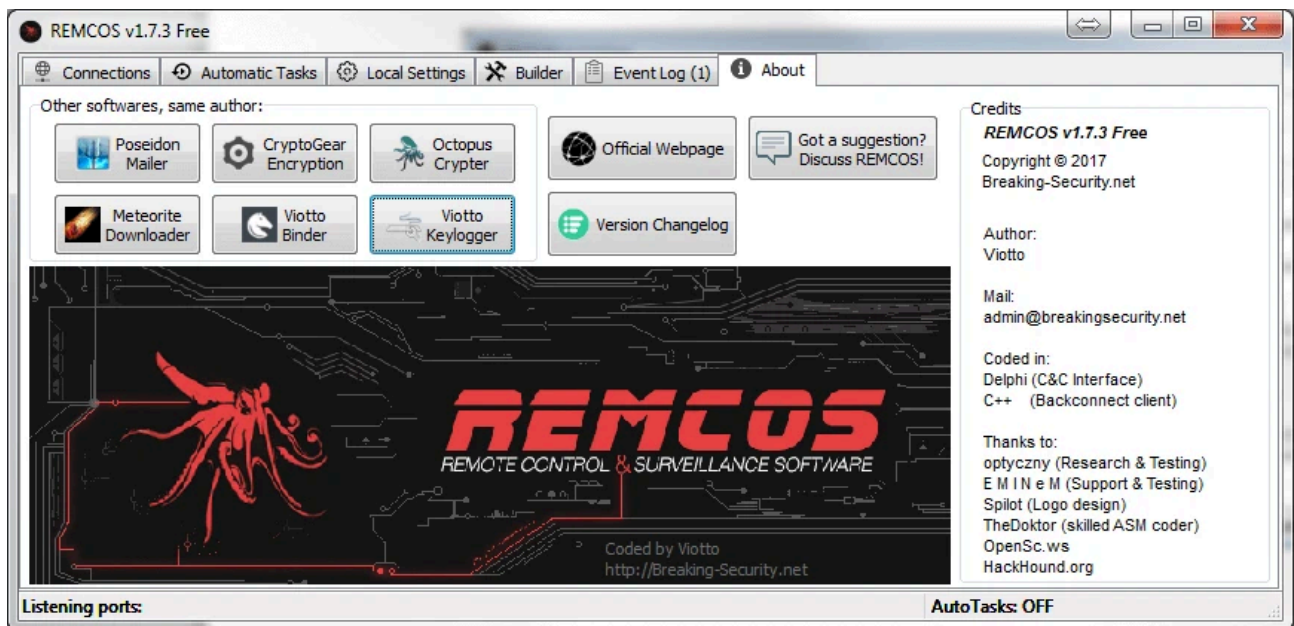 REMCOS v1.7.3 Free
Connections
Automatic Tasks
Local Settings
Builder
Event Log (1)
About
Other softwares, same author:
Poseidon
Mailer
CryptoGear
Encryption
Octopus
Crypter
Meteorite
Downloader
Viotto
Binder
Viotto
Keylogger
Official Webpage
Got a suggestion?
Discuss REMCOS!
Version Changelog
REMCOS
REMOTE CONTROL & SURVEILLANCE SOFTWARE
Coded by Viotto
http://Breaking-Security.net
Credits
REMCOS v1.7.3 Free
Copyright © 2017
Breaking-Security.net
Author:
Viotto
Mail:
admin@breakingsecurity.net
Coded in:
Delphi (C&C Interface)
C++ (Backconnect client)
Thanks to:
optyczny (Research & Testing)
E M I N e M (Support & Testing)
Spilot (Logo design)
TheDoktor (skilled ASM coder)
OpenSc.ws
HackHound.org
Listening ports:
AutoTasks: OFF